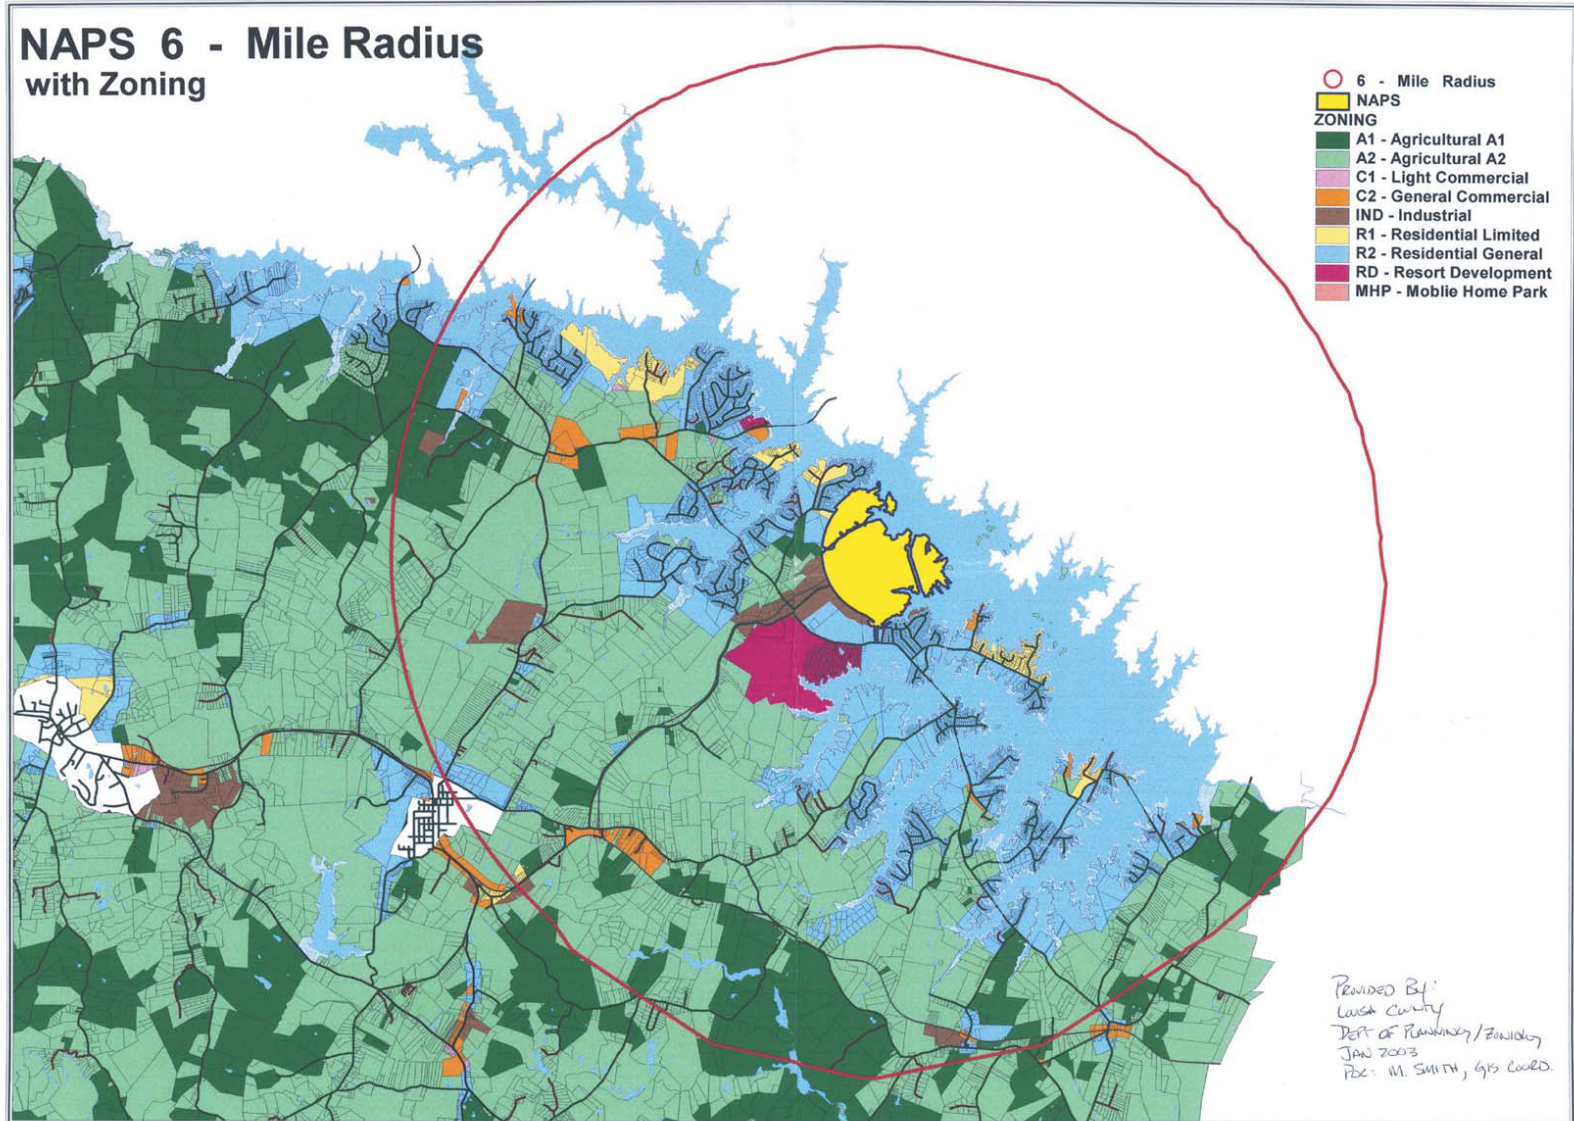 NAPS 6 - Mile Radius
with Zoning
6 - Mile Radius
NAPS
ZONING
A1 - Agricultural A1
A2 - Agricultural A2
C1 - Light Commercial
C2 - General Commercial
IND - Industrial
R1 - Residential Limited
R2 - Residential General
RD - Resort Development
MHP - Moblie Home Park
PROVIDED BY:
LOUISA COUNTY
DEPT OF PLANNING/ZONING
JAN 2003
POC: M. SMITH, GIS COORD.